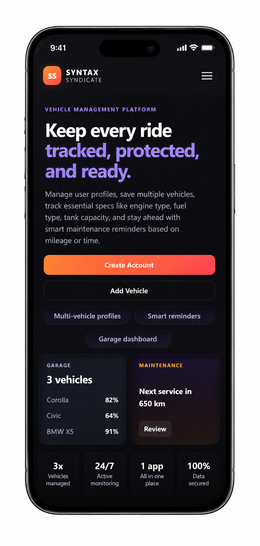 9:41
SS
SYNTAX
SYNDICATE
VEHICLE MANAGEMENT PLATFORM
Keep every ride
tracked, protected,
and ready.
Manage user profiles, save multiple vehicles,
track essential specs like engine type, fuel
type, tank capacity, and stay ahead with
smart maintenance reminders based on
mileage or time.
Create Account
Add Vehicle
Multi-vehicle profiles
Smart reminders
Garage dashboard
GARAGE
3 vehicles
Corolla 82%
Civic 64%
BMW X5 91%
MAINTENANCE
Next service in
650 km
Review
3x
Vehicles
managed
24/7
Active
monitoring
1 app
All in one
place
100%
Data
secured